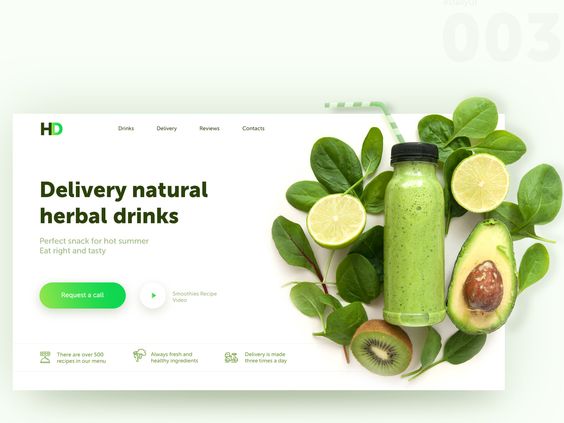 #dailyui
003
HD
Drinks Delivery Reviews Contacts
Delivery natural
herbal drinks
Perfect snack for hot summer
Eat right and tasty
Request a call
Smoothies Recipe
Video
There are over 500
recipes in our menu
Always fresh and
healthy ingredients
Delivery is made
three times a day